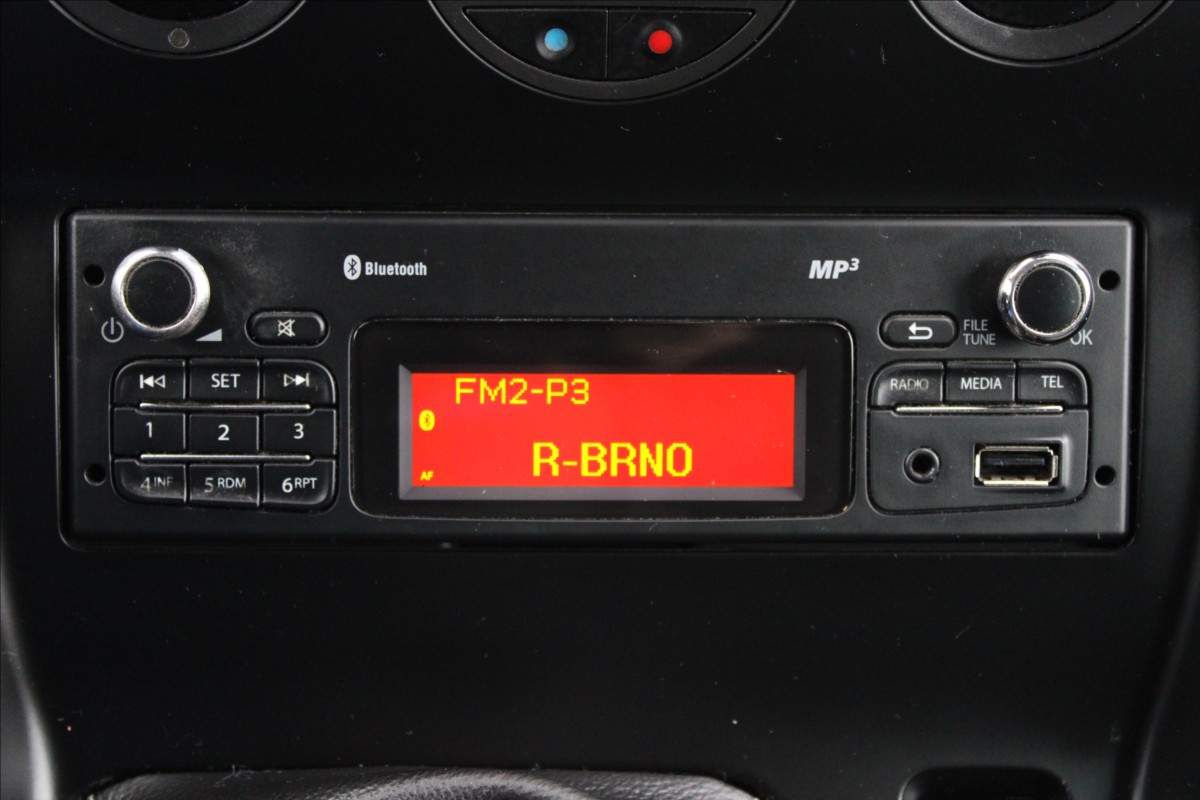 Bluetooth
MP3
FILE
TUNE
OK
SET
RADIO
MEDIA
TEL
FM2-P3
1
2
3
R-BRNO
AF
4 INF
5 RDM
6 RPT